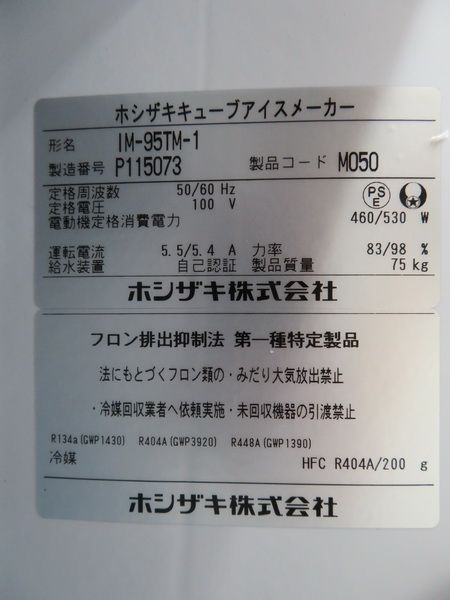 ホシザキキューブアイスメーカー
形名 IM-95TM-1
製造番号 P115073 製品コード M050
定格周波数 50/60 Hz
定格電圧 100 V
PS E
電動機定格消費電力 460/530 W
運転電流 5.5/5.4 A 力率 83/98 %
給水装置 自己認証 製品質量 75 kg
ホシザキ株式会社
フロン排出抑制法 第一種特定製品
法にもとづくフロン類の・みだり大気放出禁止
・冷媒回収業者へ依頼実施・未回収機器の引渡禁止
R134a(GWP1430) R404A(GWP3920) R448A(GWP1390)
冷媒 HFC R404A/200 g
ホシザキ株式会社